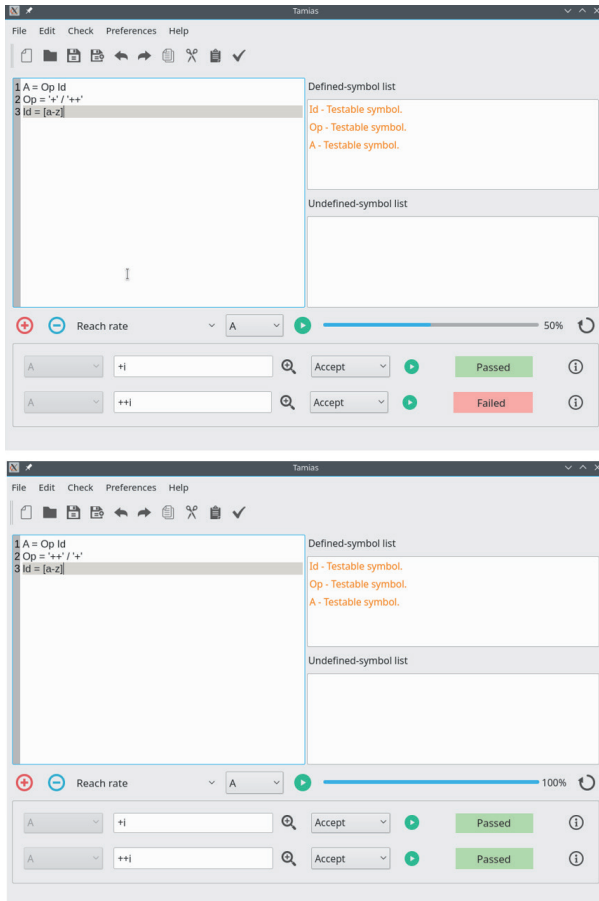 Tamias
File Edit Check Preferences Help
1 A = Op Id
2 Op = '+' / '++'
3 Id = [a-z]
Defined-symbol list
Id - Testable symbol.
Op - Testable symbol.
A - Testable symbol.
Undefined-symbol list
Reach rate A 50%
A +i Accept Passed
A ++i Accept Failed
Tamias
File Edit Check Preferences Help
1 A = Op Id
2 Op = '++' / '+'
3 Id = [a-z]
Defined-symbol list
Id - Testable symbol.
Op - Testable symbol.
A - Testable symbol.
Undefined-symbol list
Reach rate A 100%
A +i Accept Passed
A ++i Accept Passed